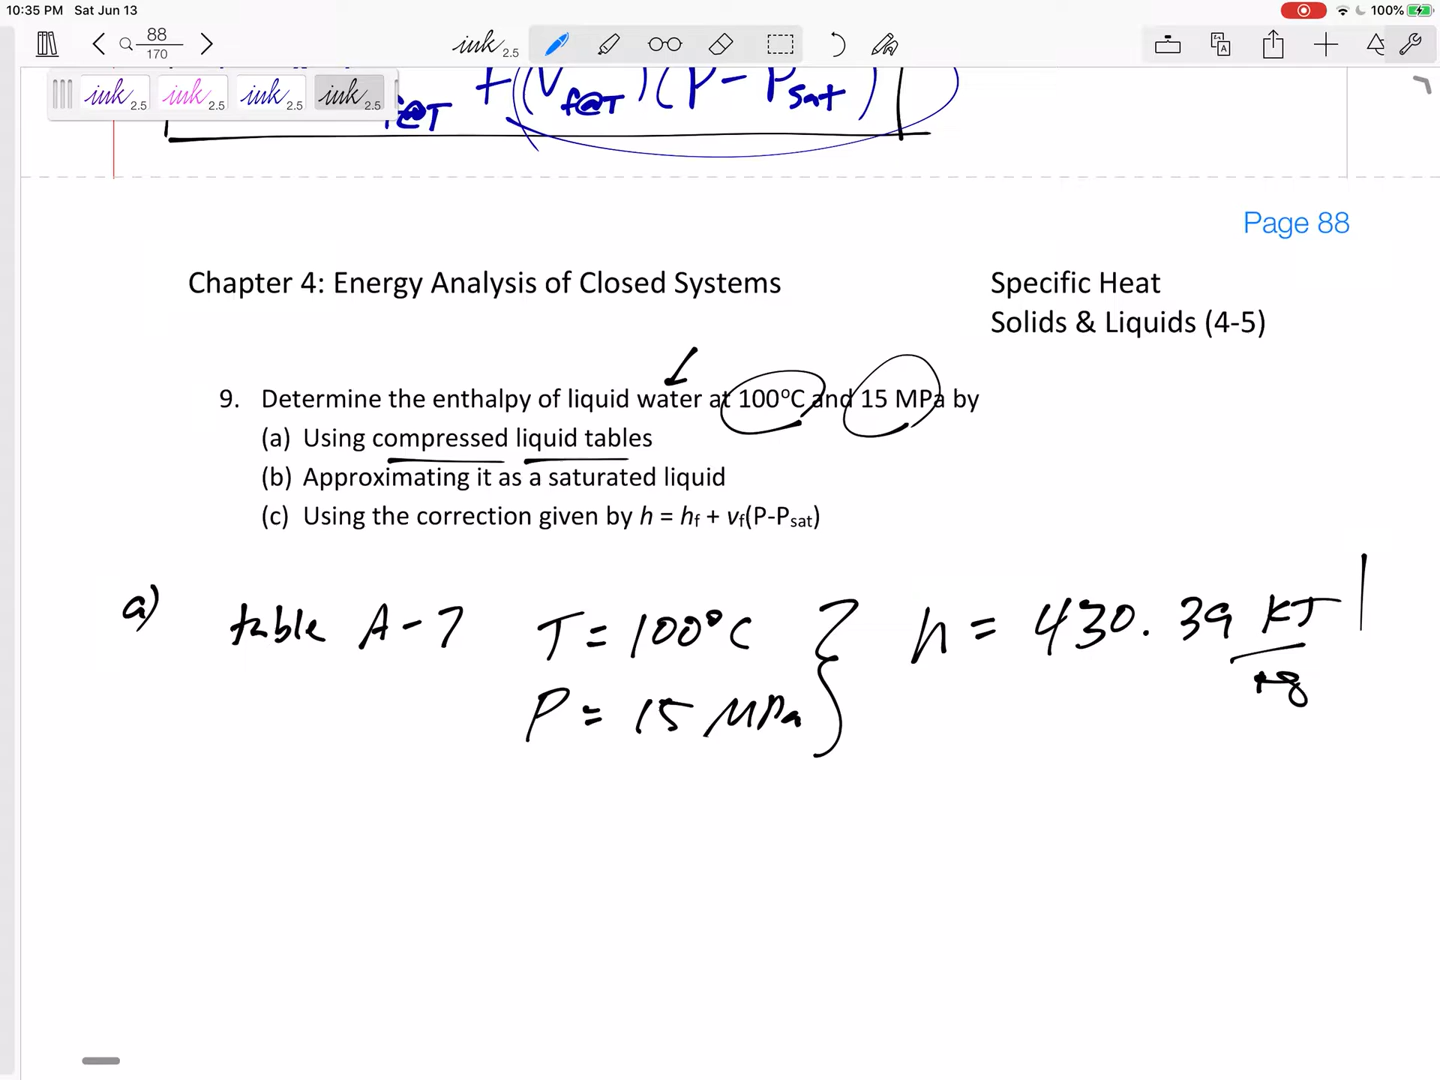 10:35 PM Sat Jun 13
100%
88
170
ink 2.5
ink 2.5 ink 2.5 ink 2.5 ink 2.5
f@T + (Vf@T)(P - Psat)
Page 88
Chapter 4: Energy Analysis of Closed Systems
Specific Heat
Solids & Liquids (4-5)
9. Determine the enthalpy of liquid water at 100°C and 15 MPa by
(a) Using compressed liquid tables
(b) Approximating it as a saturated liquid
(c) Using the correction given by h = hf + vf(P-Psat)
a) table A-7 T = 100°C } h = 430.39 kJ/kg
P = 15 MPa